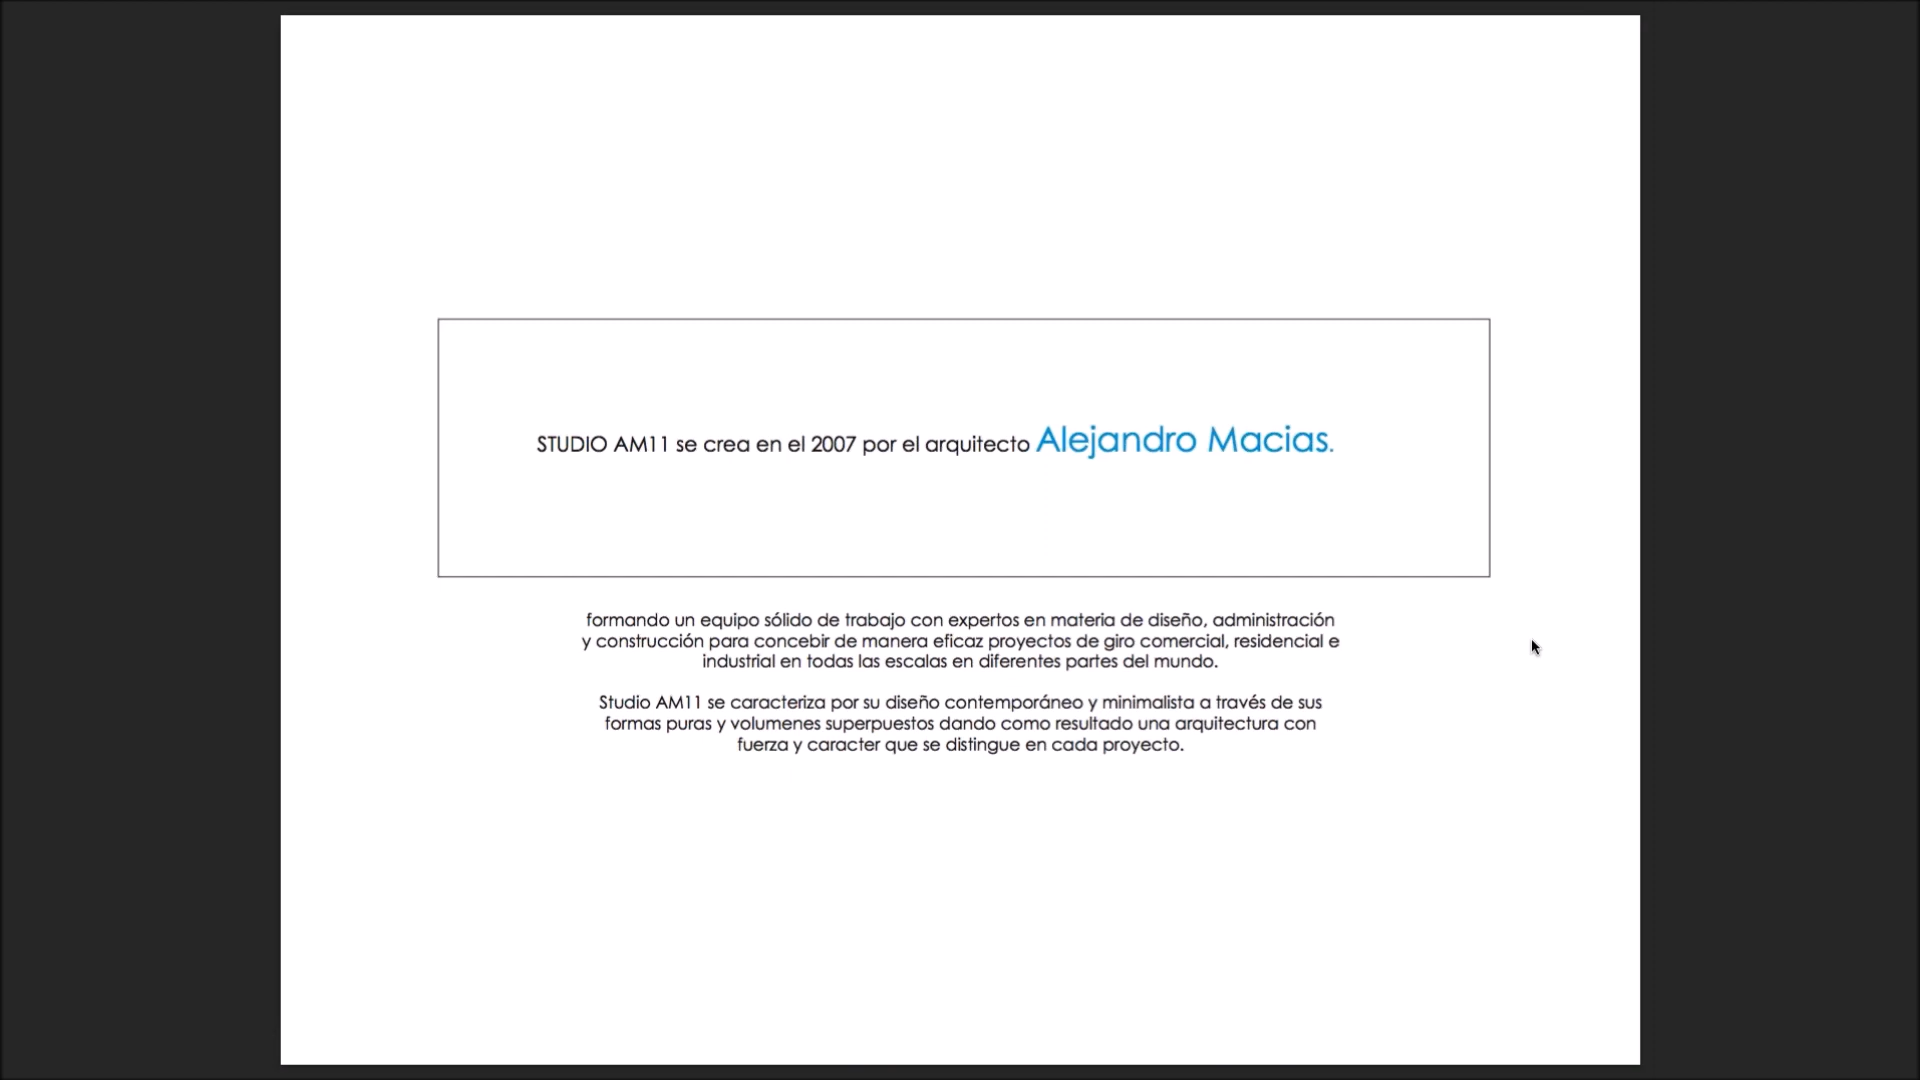 STUDIO AM11 se crea en el 2007 por el arquitecto Alejandro Macias.
formando un equipo sólido de trabajo con expertos en materia de diseño, administración
y construcción para concebir de manera eficaz proyectos de giro comercial, residencial e
industrial en todas las escalas en diferentes partes del mundo.
Studio AM11 se caracteriza por su diseño contemporáneo y minimalista a través de sus
formas puras y volumenes superpuestos dando como resultado una arquitectura con
fuerza y caracter que se distingue en cada proyecto.